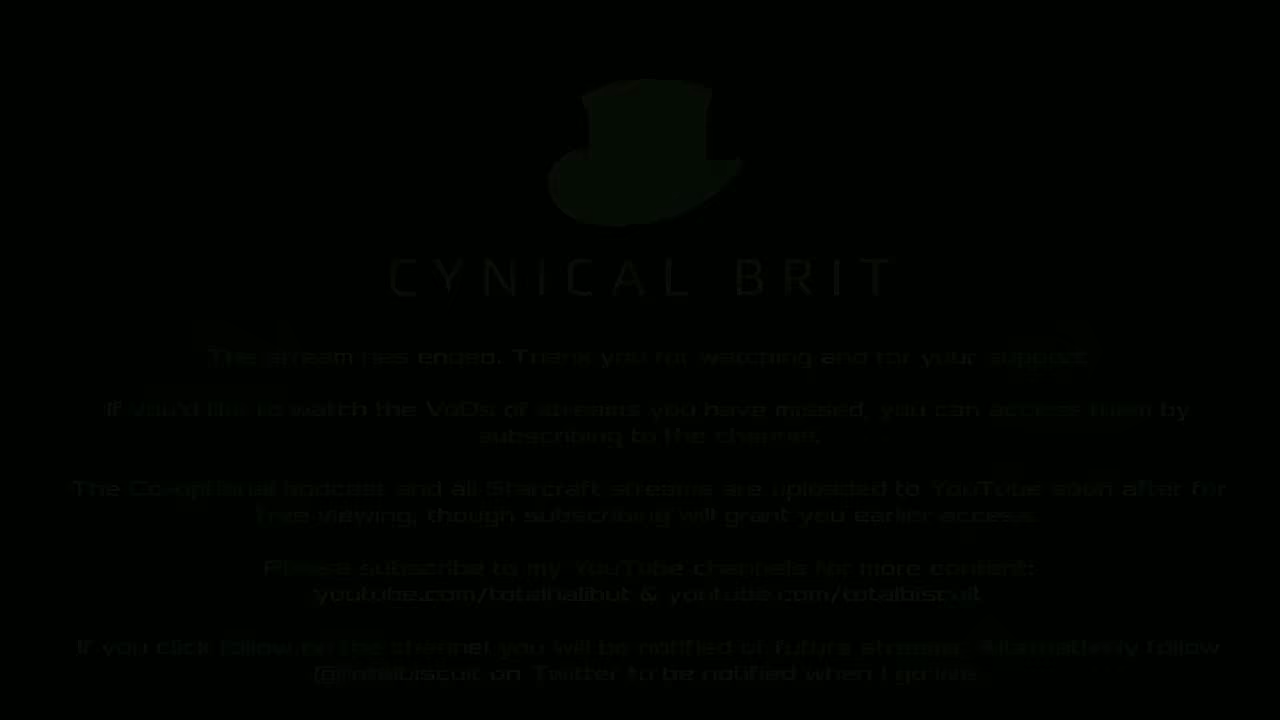 CYNICAL BRIT
The stream has ended. Thank you for watching and for your support.
If you'd like to watch the VoDs of streams you have missed, you can access them by
subscribing to the channel.
The Co-optional podcast and all Starcraft streams are uploaded to YouTube soon after for
free viewing, though subscribing will grant you earlier access.
Please subscribe to my YouTube channels for more content:
youtube.com/totalhalibut & youtube.com/totalbiscuit
If you click follow on the channel you will be notified of future streams. Alternatively follow
@totalbiscuit on Twitter to be notified when I go live.